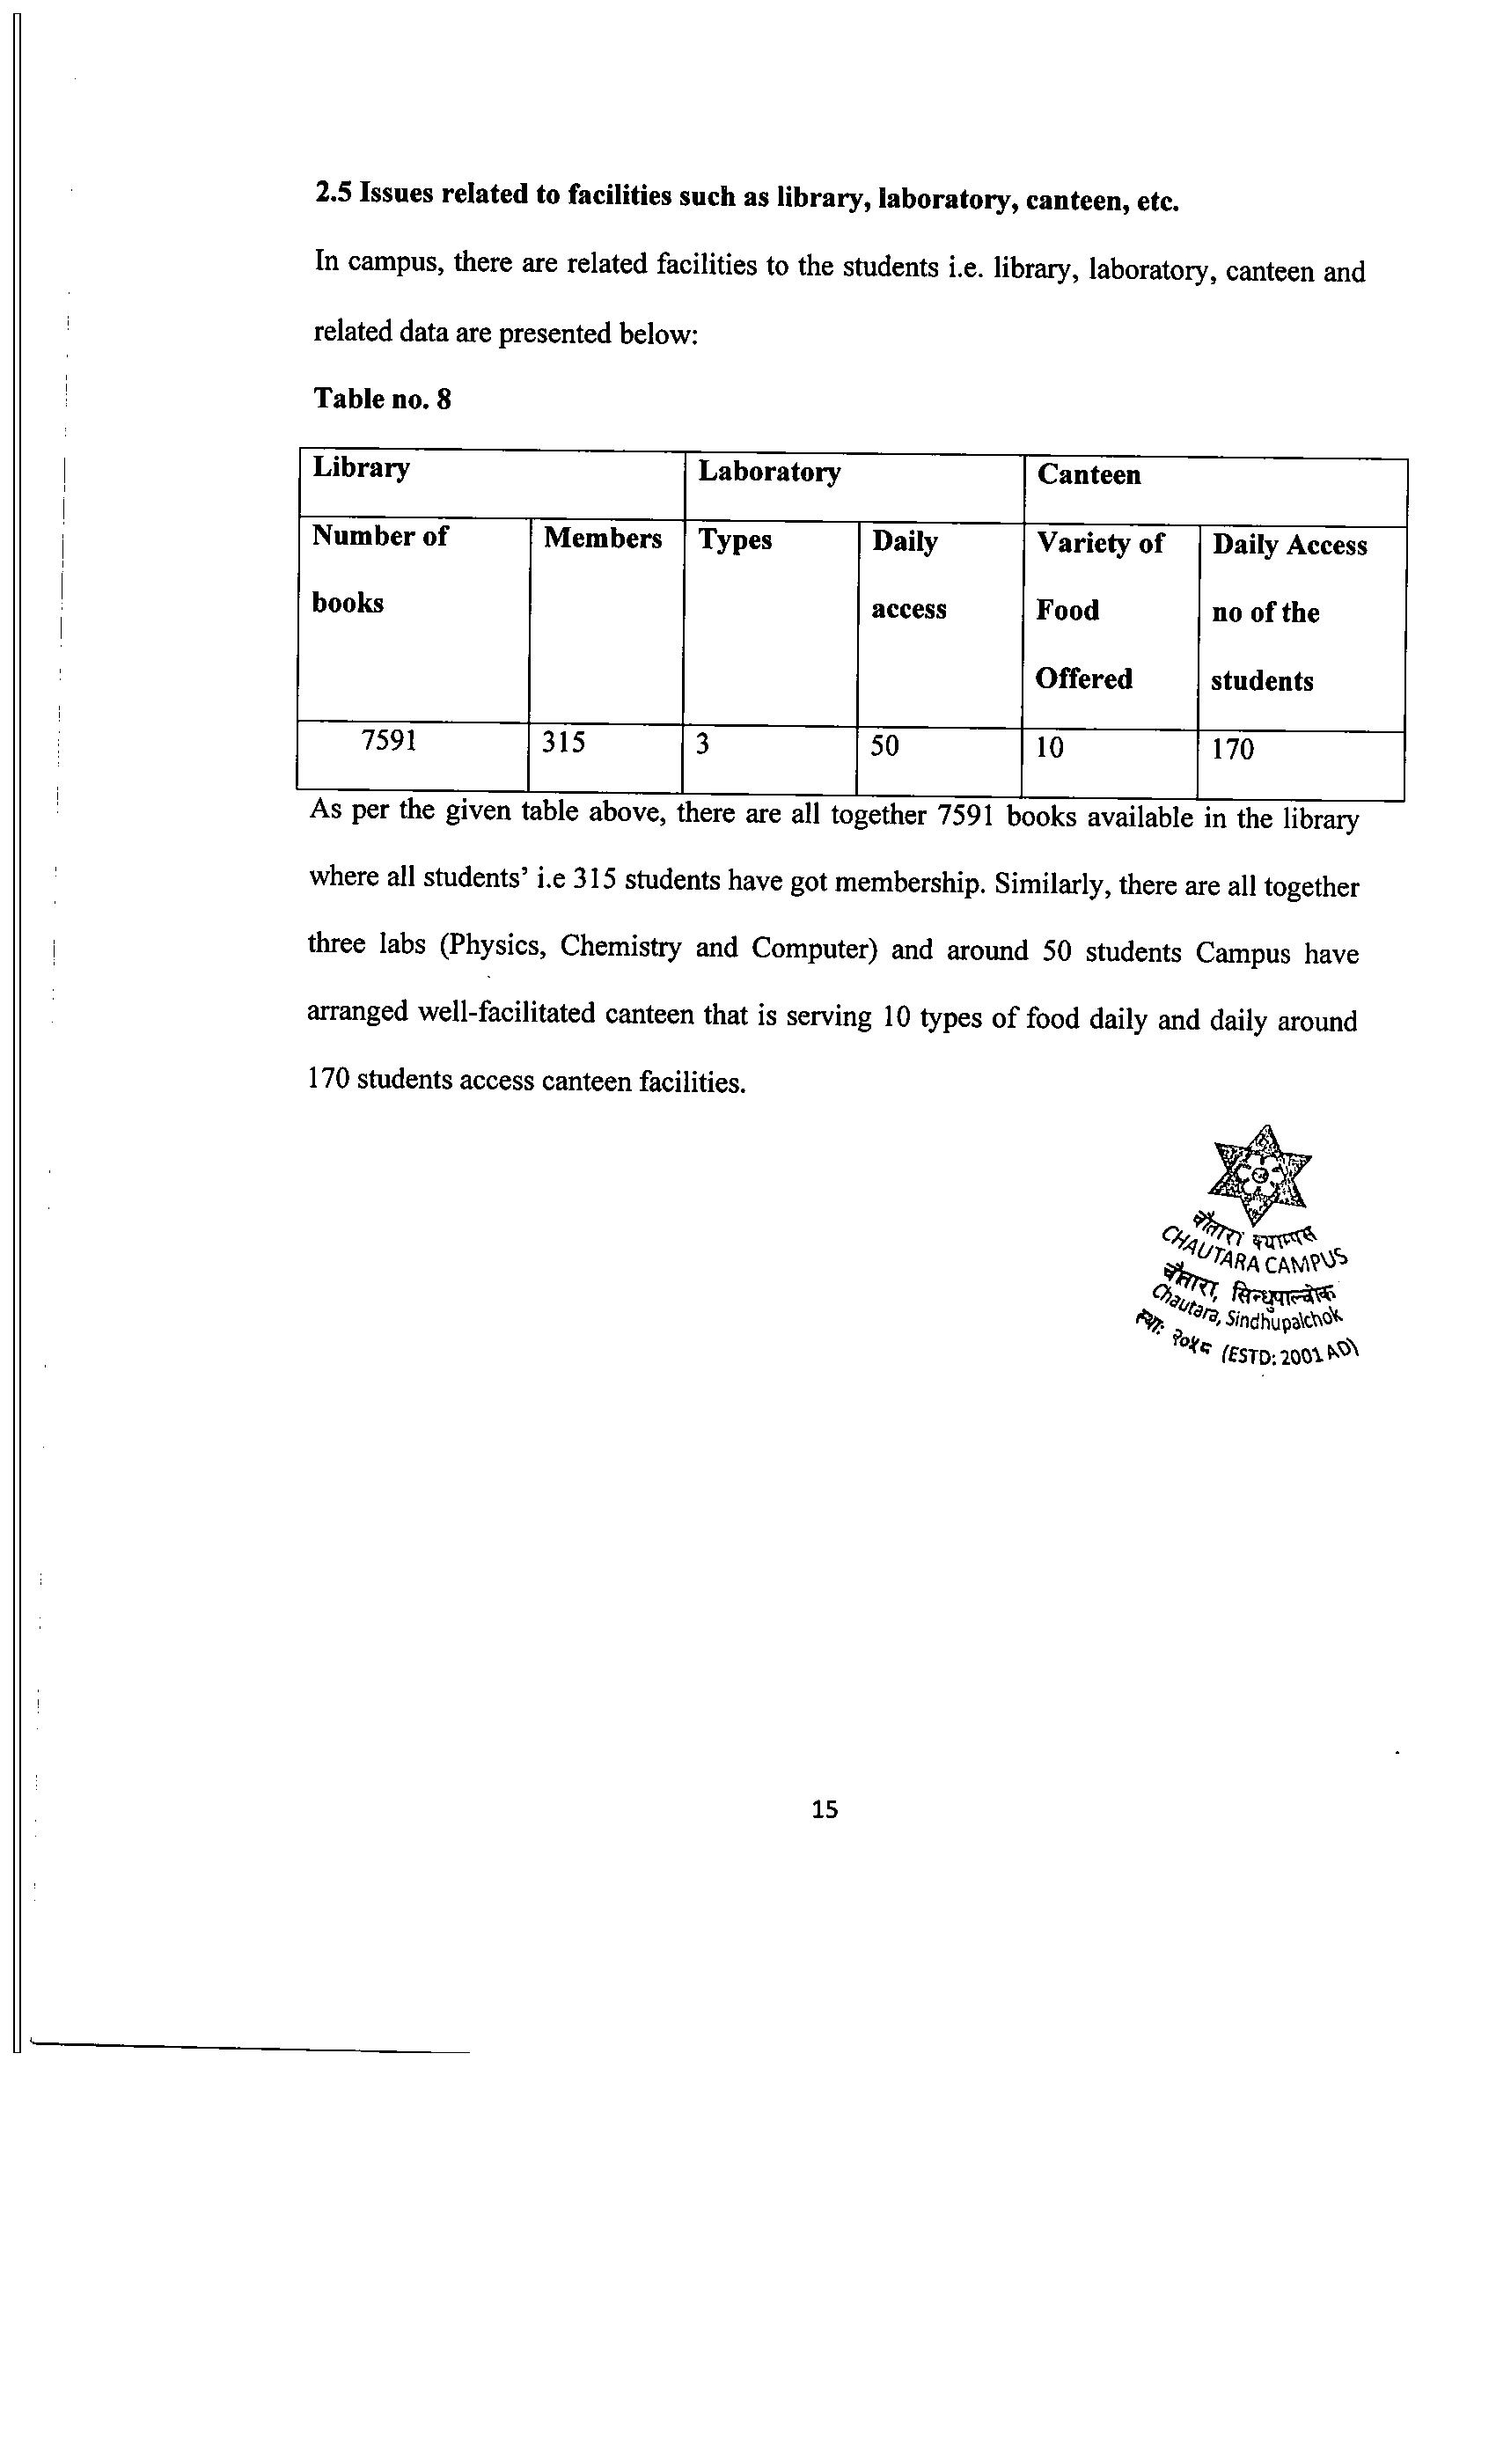 2.5 Issues related to facilities such as library, laboratory, canteen, etc.
In campus, there are related facilities to the students i.e. library, laboratory, canteen and
related data are presented below:
Table no. 8
Library Laboratory Canteen
Number of Members Types Daily Variety of Daily Access
books access Food no of the
Offered students
7591 315 3 50 10 170
As per the given table above, there are all together 7591 books available in the library
where all students’ i.e 315 students have got membership. Similarly, there are all together
three labs (Physics, Chemistry and Computer) and around 50 students Campus have
arranged well-facilitated canteen that is serving 10 types of food daily and daily around
170 students access canteen facilities.
चौतारा क्याम्पस
CHAUTARA CAMPUS
चौतारा, सिन्धुपाल्चोक
Chautara, Sindhupalchok
स्था: २०५८ (ESTD: 2001 AD)
15